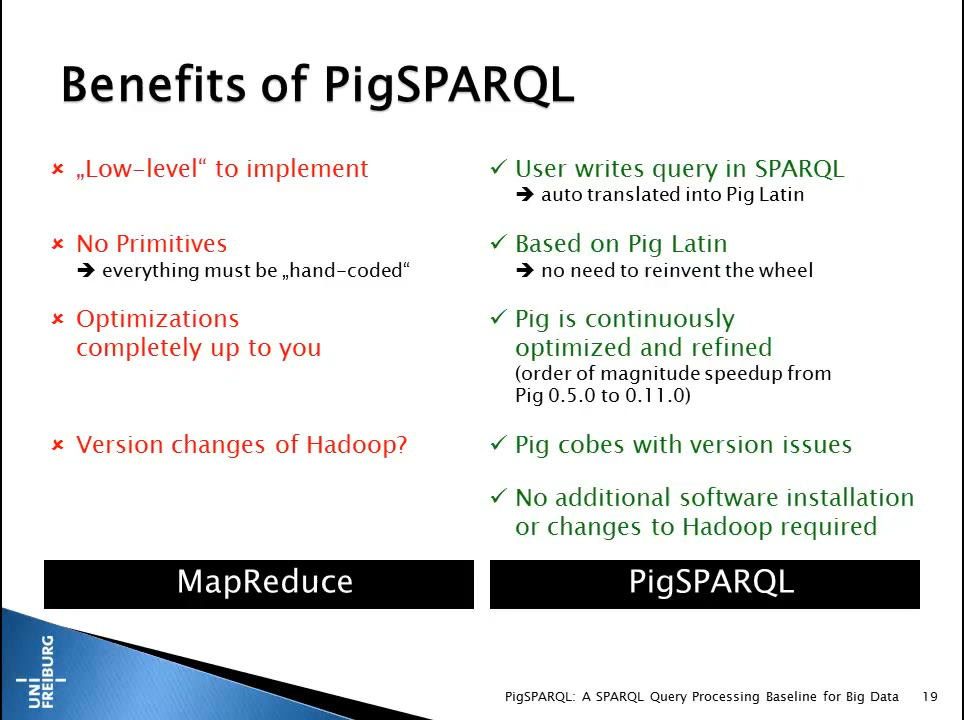 Benefits of PigSPARQL
✘ „Low-level“ to implement
✘ No Primitives
➔ everything must be „hand-coded“
✘ Optimizations
completely up to you
✘ Version changes of Hadoop?
MapReduce
✓ User writes query in SPARQL
➔ auto translated into Pig Latin
✓ Based on Pig Latin
➔ no need to reinvent the wheel
✓ Pig is continuously
optimized and refined
(order of magnitude speedup from
Pig 0.5.0 to 0.11.0)
✓ Pig cobes with version issues
✓ No additional software installation
or changes to Hadoop required
PigSPARQL
UNI
FREIBURG
PigSPARQL: A SPARQL Query Processing Baseline for Big Data 19